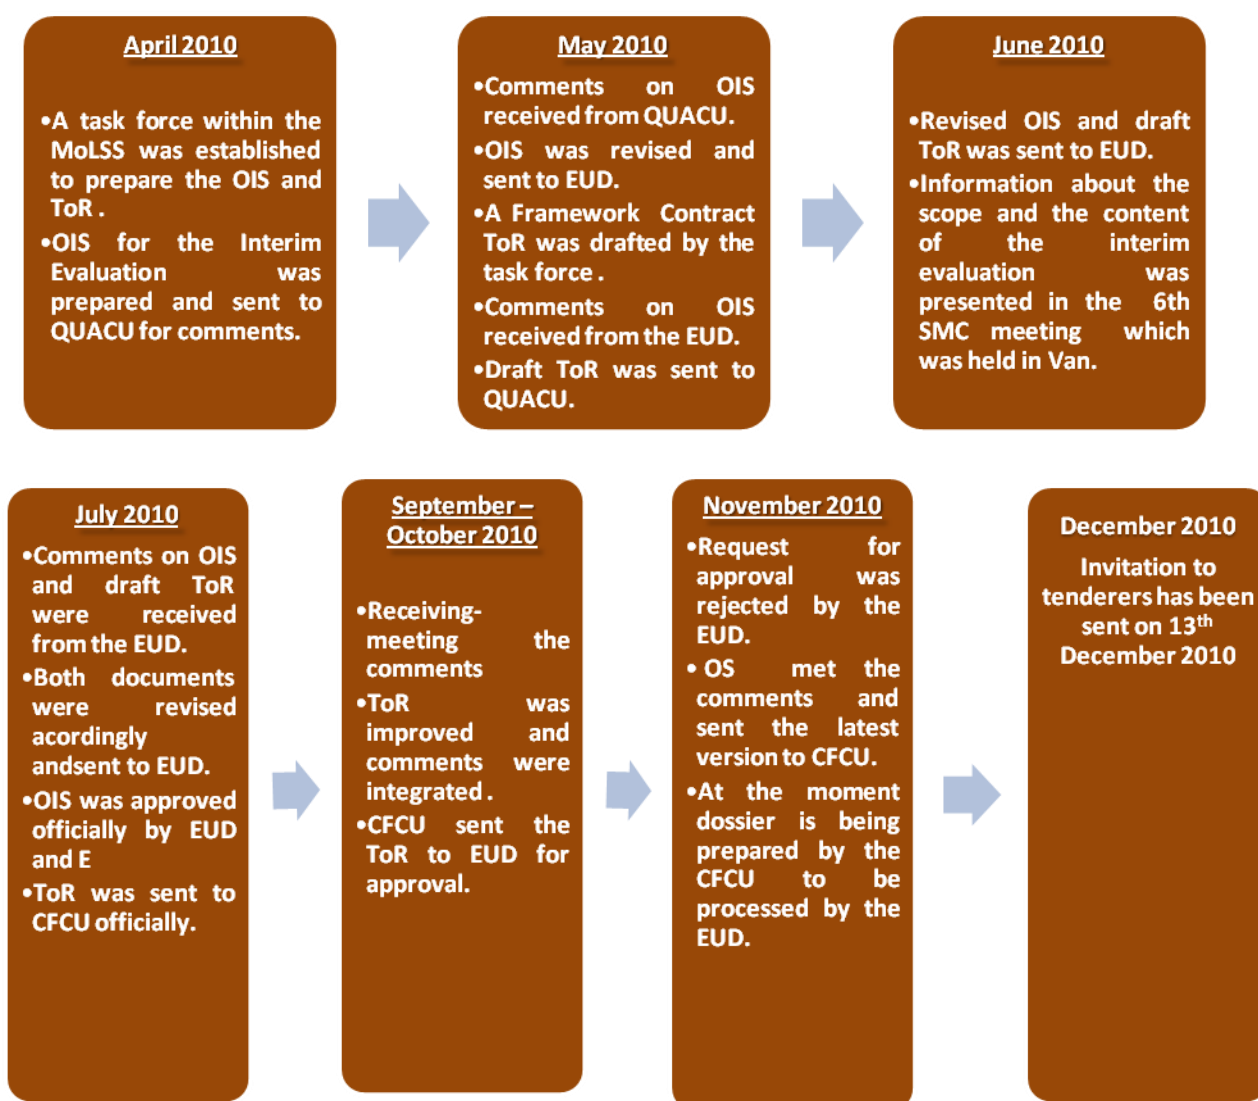 April 2010
•A task force within the
MoLSS was established
to prepare the OIS and
ToR .
•OIS for the Interim
Evaluation was
prepared and sent to
QUACU for comments.
May 2010
•Comments on OIS
received from QUACU.
•OIS was revised and
sent to EUD.
•A Framework Contract
ToR was drafted by the
task force .
•Comments on OIS
received from the EUD.
•Draft ToR was sent to
QUACU.
June 2010
•Revised OIS and draft
ToR was sent to EUD.
•Information about the
scope and the content
of the interim
evaluation was
presented in the 6th
SMC meeting which
was held in Van.
July 2010
•Comments on OIS
and draft ToR
were received
from the EUD.
•Both documents
were revised
acordingly
andsent to EUD.
•OIS was approved
officially by EUD
and E
•ToR was sent to
CFCU officially.
September –
October 2010
•Receiving-
meeting the
comments
•ToR was
improved and
comments were
integrated .
•CFCU sent the
ToR to EUD for
approval.
November 2010
•Request for
approval was
rejected by the
EUD.
• OS met the
comments and
sent the latest
version to CFCU.
•At the moment
dossier is being
prepared by the
CFCU to be
processed by the
EUD.
December 2010
Invitation to
tenderers has been
sent on 13th
December 2010